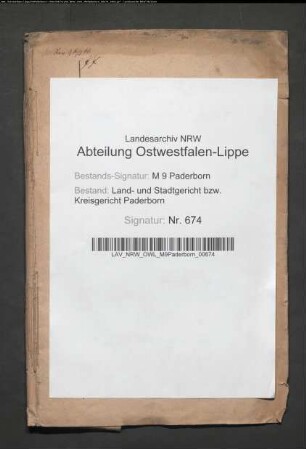 Landesarchiv NRW
Abteilung Ostwestfalen-Lippe
Bestands-Signatur: M 9 Paderborn
Bestand: Land- und Stadtgericht bzw.
Kreisgericht Paderborn
Signatur: Nr. 674
LAV_NRW_OWL_M9Paderborn_00674